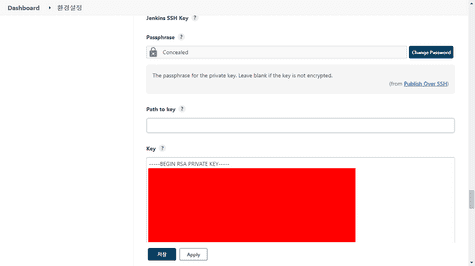 Dashboard > 환경설정
Jenkins SSH Key ?
Passphrase ?
Concealed
Change Password
The passphrase for the private key. Leave blank if the key is not encrypted.
(from Publish Over SSH)
Path to key ?
Key ?
-----BEGIN RSA PRIVATE KEY-----
저장 Apply